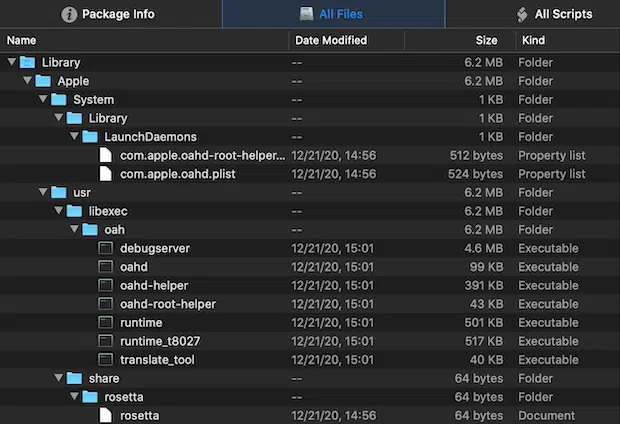 Package Info All Files All Scripts
Name Date Modified Size Kind
Library -- 6.2 MB Folder
Apple -- 6.2 MB Folder
System -- 1 KB Folder
Library -- 1 KB Folder
LaunchDaemons -- 1 KB Folder
com.apple.oahd-root-helper... 12/21/20, 14:56 512 bytes Property list
com.apple.oahd.plist 12/21/20, 14:56 524 bytes Property list
usr -- 6.2 MB Folder
libexec -- 6.2 MB Folder
oah -- 6.2 MB Folder
debugserver 12/21/20, 15:01 4.6 MB Executable
oahd 12/21/20, 15:01 99 KB Executable
oahd-helper 12/21/20, 15:01 391 KB Executable
oahd-root-helper 12/21/20, 15:01 43 KB Executable
runtime 12/21/20, 15:01 501 KB Executable
runtime_t8027 12/21/20, 15:01 517 KB Executable
translate_tool 12/21/20, 15:01 40 KB Executable
share -- 64 bytes Folder
rosetta -- 64 bytes Folder
rosetta 12/21/20, 14:56 64 bytes Document